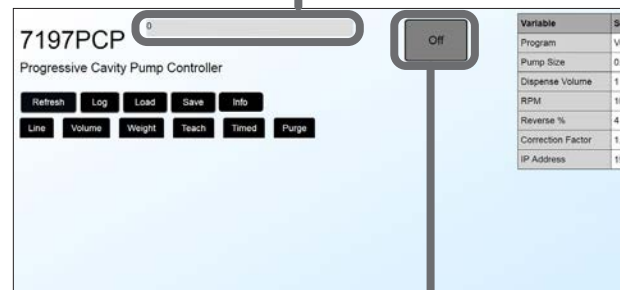 7197PCP
0
Off
Progressive Cavity Pump Controller
Refresh Log Load Save Info
Line Volume Weight Teach Timed Purge
Variable
Program
Pump Size
Dispense Volume
RPM
Reverse %
Correction Factor
IP Address